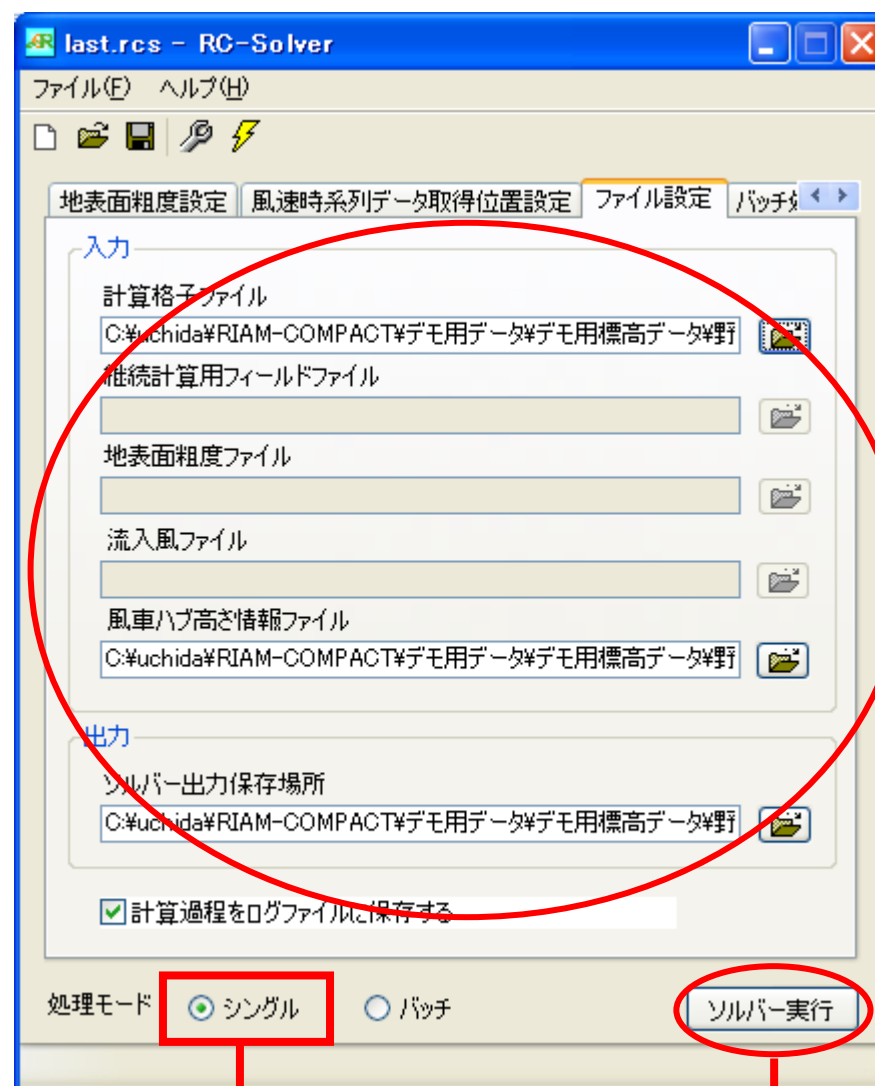 last.rcs - RC-Solver
ファイル(F) ヘルプ(H)
地表面粗度設定 風速時系列データ取得位置設定 ファイル設定 バッチ
入力
計算格子ファイル
C:¥uchida¥RIAM-COMPACT¥デモ用データ¥デモ用標高データ¥野
継続計算用フィールドファイル
地表面粗度ファイル
流入風ファイル
風車ハブ高さ情報ファイル
C:¥uchida¥RIAM-COMPACT¥デモ用データ¥デモ用標高データ¥野
出力
ソルバー出力保存場所
C:¥uchida¥RIAM-COMPACT¥デモ用データ¥デモ用標高データ¥野
計算過程をログファイルに保存する
処理モード シングル バッチ ソルバー実行